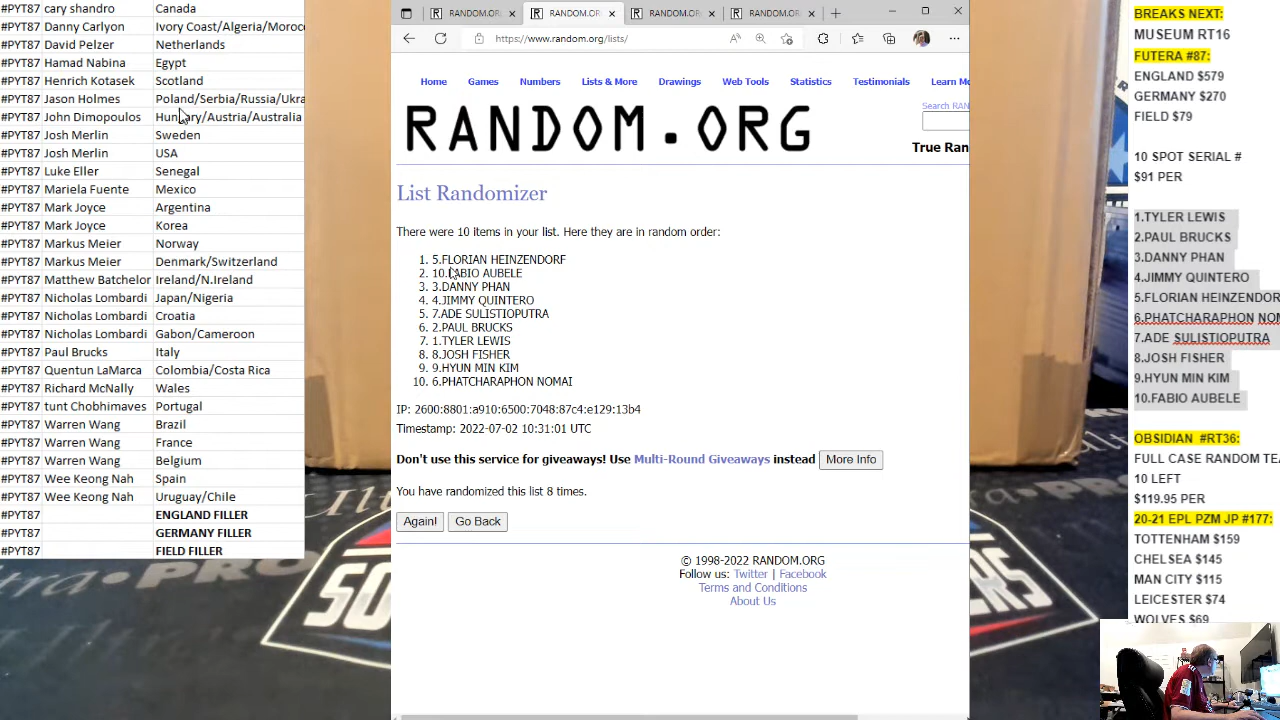 #PYT87 cary shandro Canada
#PYT87 Danny Carlyon Ivory Coast/Algeria/Moroc
#PYT87 David Pelzer Netherlands
#PYT87 Hamad Nabina Egypt
#PYT87 Henrich Kotasek Scotland
#PYT87 Jason Holmes Poland/Serbia/Russia/Ukra
#PYT87 John Dimopoulos Hungary/Austria/Australia
#PYT87 Josh Merlin Sweden
#PYT87 Josh Merlin USA
#PYT87 Luke Eller Senegal
#PYT87 Mariela Fuente Mexico
#PYT87 Mark Joyce Argentina
#PYT87 Mark Joyce Korea
#PYT87 Markus Meier Norway
#PYT87 Markus Meier Denmark/Switzerland
#PYT87 Matthew Batchelor Ireland/N.Ireland
#PYT87 Nicholas Lombardi Japan/Nigeria
#PYT87 Nicholas Lombardi Croatia
#PYT87 Nicholas Lombardi Gabon/Cameroon
#PYT87 Paul Brucks Italy
#PYT87 Quentun LaMarca Colombia/Costa Rica
#PYT87 Richard McNally Wales
#PYT87 tunt Chobhimaves Portugal
#PYT87 Warren Wang Brazil
#PYT87 Warren Wang France
#PYT87 Warren Wang Belgium
#PYT87 Wee Keong Nah Spain
#PYT87 Wee Keong Nah Uruguay/Chile
#PYT87 ENGLAND FILLER
#PYT87 GERMANY FILLER
#PYT87 FIELD FILLER
RANDOM.ORG RANDOM.ORG RANDOM.ORG RANDOM.ORG
https://www.random.org/lists/
Home Games Numbers Lists & More Drawings Web Tools Statistics Testimonials Learn Mo
Search RAN
RANDOM.ORG
True Ran
List Randomizer
There were 10 items in your list. Here they are in random order:
1. 5.FLORIAN HEINZENDORF
2. 10.FABIO AUBELE
3. 3.DANNY PHAN
4. 4.JIMMY QUINTERO
5. 7.ADE SULISTIOPUTRA
6. 2.PAUL BRUCKS
7. 1.TYLER LEWIS
8. 8.JOSH FISHER
9. 9.HYUN MIN KIM
10. 6.PHATCHARAPHON NOMAI
IP: 2600:8801:a910:6500:7048:87c4:e129:13b4
Timestamp: 2022-07-02 10:31:01 UTC
Don't use this service for giveaways! Use Multi-Round Giveaways instead More Info
You have randomized this list 8 times.
Again! Go Back
© 1998-2022 RANDOM.ORG
Follow us: Twitter | Facebook
Terms and Conditions
About Us
BREAKS NEXT:
MUSEUM RT16
FUTERA #87:
ENGLAND $579
GERMANY $270
FIELD $79
10 SPOT SERIAL #
$91 PER
1.TYLER LEWIS
2.PAUL BRUCKS
3.DANNY PHAN
4.JIMMY QUINTERO
5.FLORIAN HEINZENDOR
6.PHATCHARAPHON NOM
7.ADE SULISTIOPUTRA
8.JOSH FISHER
9.HYUN MIN KIM
10.FABIO AUBELE
OBSIDIAN #RT36:
FULL CASE RANDOM TEA
10 LEFT
$119.95 PER
20-21 EPL PZM JP #177:
TOTTENHAM $159
CHELSEA $145
MAN CITY $115
LEICESTER $74
WOLVES $69